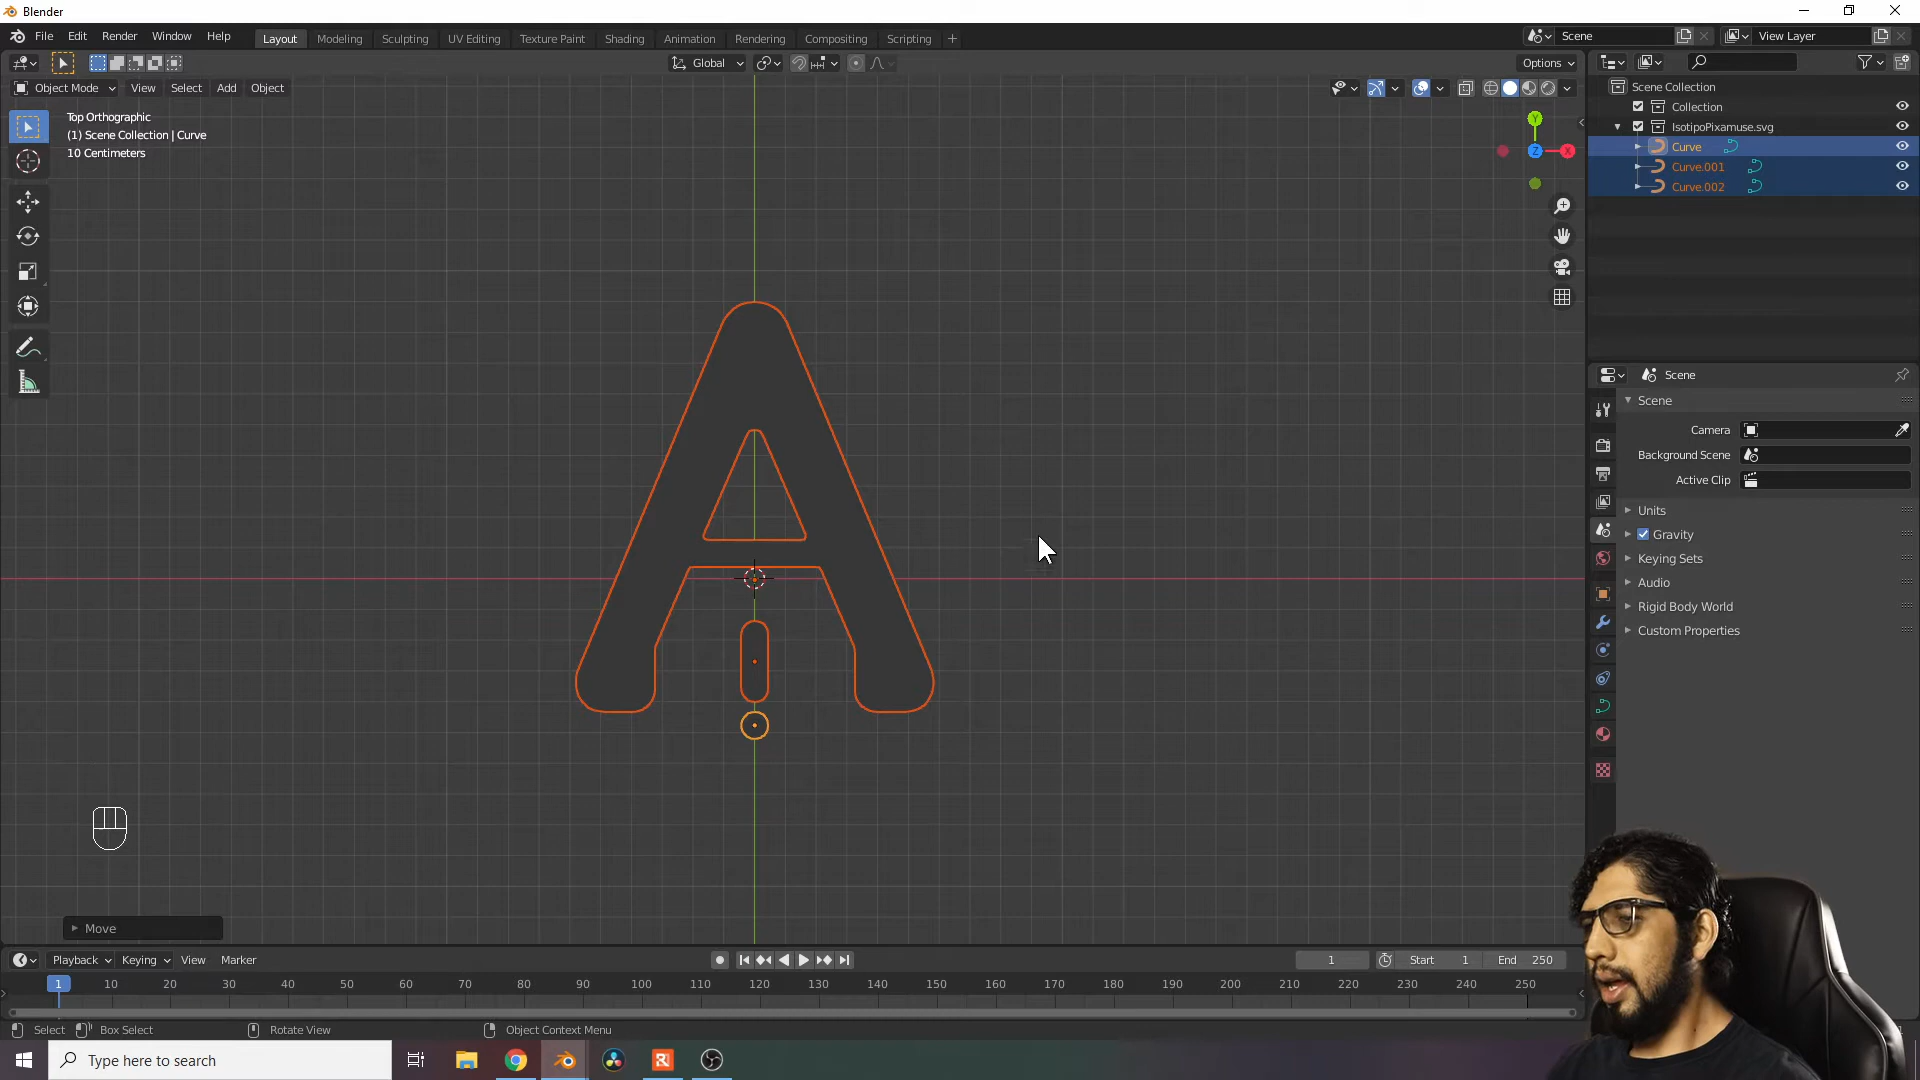 Blender
File Edit Render Window Help
Layout Modeling Sculpting UV Editing Texture Paint Shading Animation Rendering Compositing Scripting +
Scene
View Layer
Global
Options
Object Mode View Select Add Object
Top Orthographic
(1) Scene Collection | Curve
10 Centimeters
Y
Z
X
Scene Collection
Collection
IsotipoPixamuse.svg
Curve
Curve.001
Curve.002
Scene
Scene
Camera
Background Scene
Active Clip
Units
Gravity
Keying Sets
Audio
Rigid Body World
Custom Properties
A
Move
Playback Keying View Marker
1 Start 1 End 250
1 10 20 30 40 50 60 70 80 90 100 110 120 130 140 150 160 170 180 190 200 210 220 230 240 250
Select Box Select Rotate View Object Context Menu
Type here to search